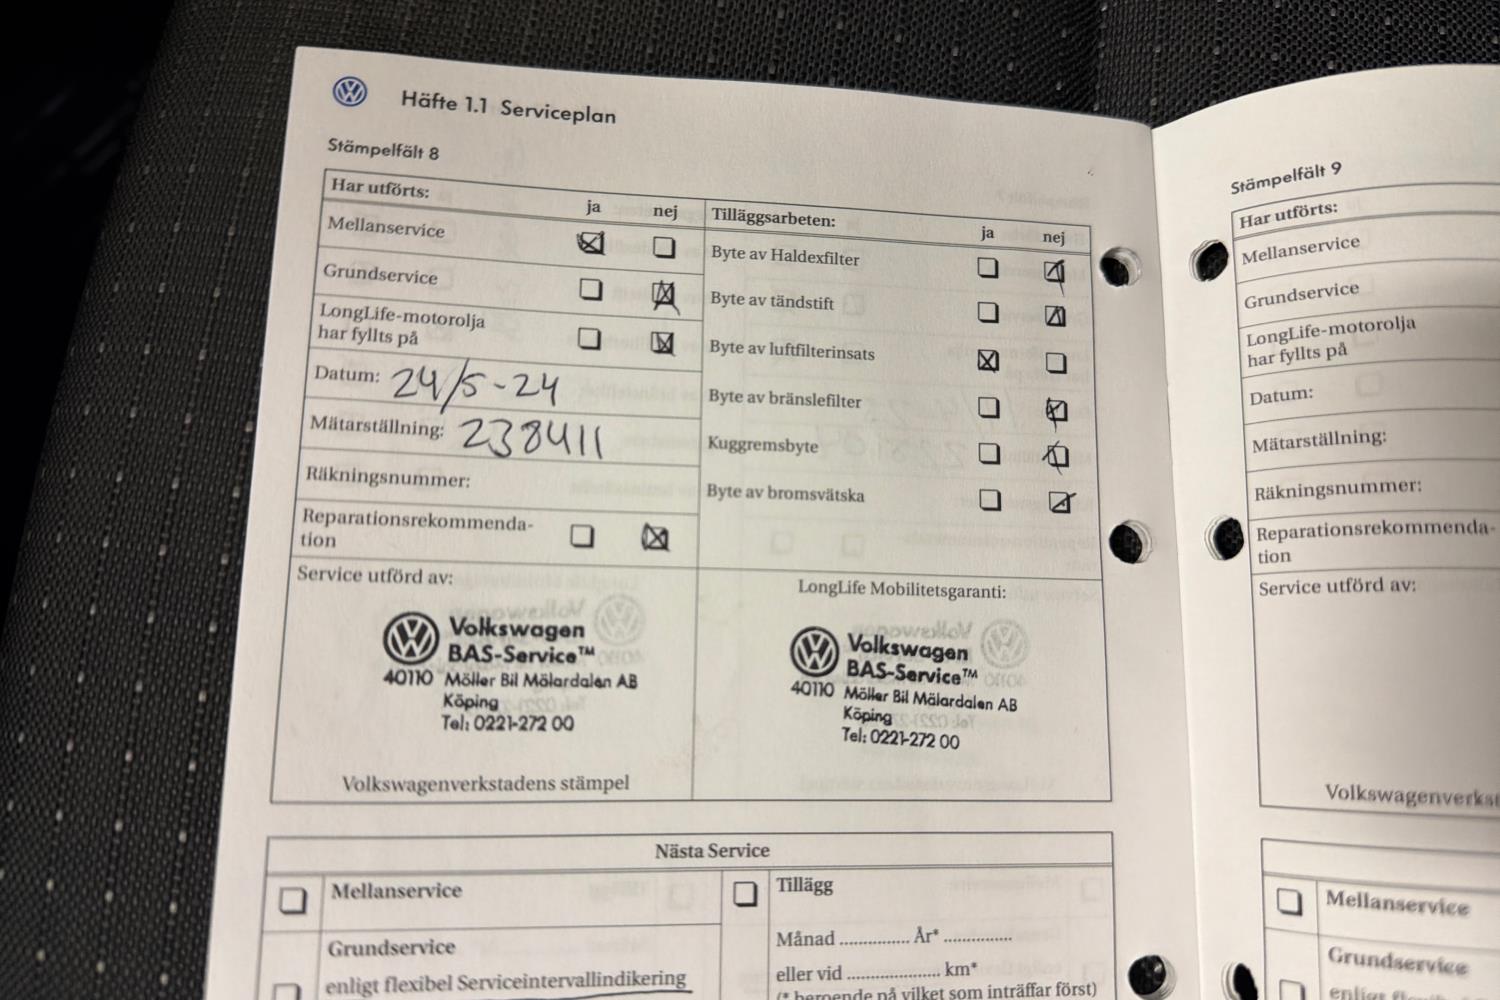 Häfte 1.1 Serviceplan
Stämpelfält 8
Har utförts:
ja nej
Mellanservice
Grundservice
LongLife-motorolja
har fyllts på
Datum: 24/5-24
Mätarställning: 238411
Räkningsnummer:
Reparationsrekommenda-
tion
Tilläggsarbeten:
ja nej
Byte av Haldexfilter
Byte av tändstift
Byte av luftfilterinsats
Byte av bränslefilter
Kuggremsbyte
Byte av bromsvätska
Service utförd av:
Volkswagen
BAS-Service™
40110 Möller Bil Mälardalen AB
Köping
Tel: 0221-272 00
Volkswagenverkstadens stämpel
LongLife Mobilitetsgaranti:
Volkswagen
BAS-Service™
40110 Möller Bil Mälardalen AB
Köping
Tel: 0221-272 00
Nästa Service
Mellanservice
Grundservice
enligt flexibel Serviceintervallindikering
Tillägg
Månad ............... År* ...............
eller vid .................... km*
(* beroende på vilket som inträffar först)
Stämpelfält 9
Har utförts:
Mellanservice
Grundservice
LongLife-motorolja
har fyllts på
Datum:
Mätarställning:
Räkningsnummer:
Reparationsrekommenda-
tion
Service utförd av:
Volkswagenverkst
Mellanservice
Grundservice